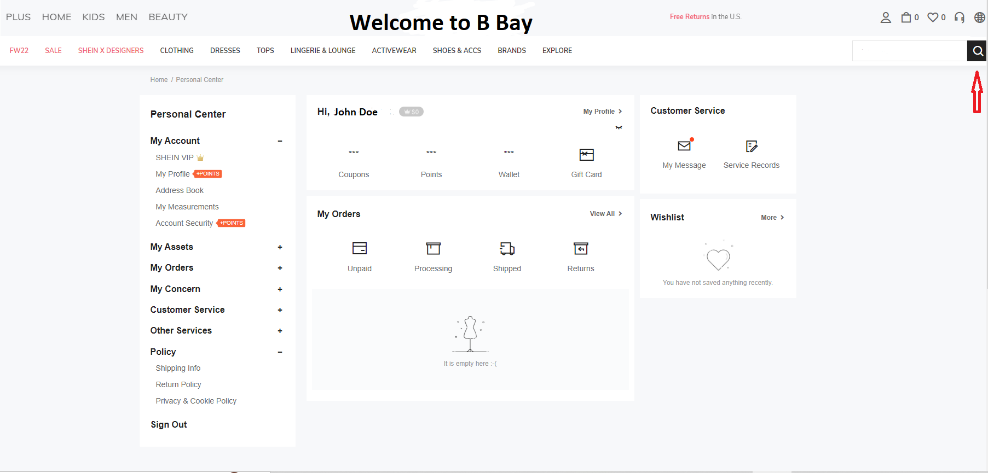 PLUS HOME KIDS MEN BEAUTY
Welcome to B Bay
Free Returns in the U.S.
0 0
FW22 SALE SHEIN X DESIGNERS CLOTHING DRESSES TOPS LINGERIE & LOUNGE ACTIVEWEAR SHOES & ACCS BRANDS EXPLORE
Home / Personal Center
Personal Center
My Account −
SHEIN VIP
My Profile +POINTS
Address Book
My Measurements
Account Security +POINTS
My Assets +
My Orders +
My Concern +
Customer Service +
Other Services +
Policy −
Shipping Info
Return Policy
Privacy & Cookie Policy
Sign Out
Hi, John Doe
My Profile >
*** *** ***
Coupons Points Wallet Gift Card
My Orders View All >
Unpaid Processing Shipped Returns
It is empty here :-(
Customer Service
My Message Service Records
Wishlist More >
You have not saved anything recently.